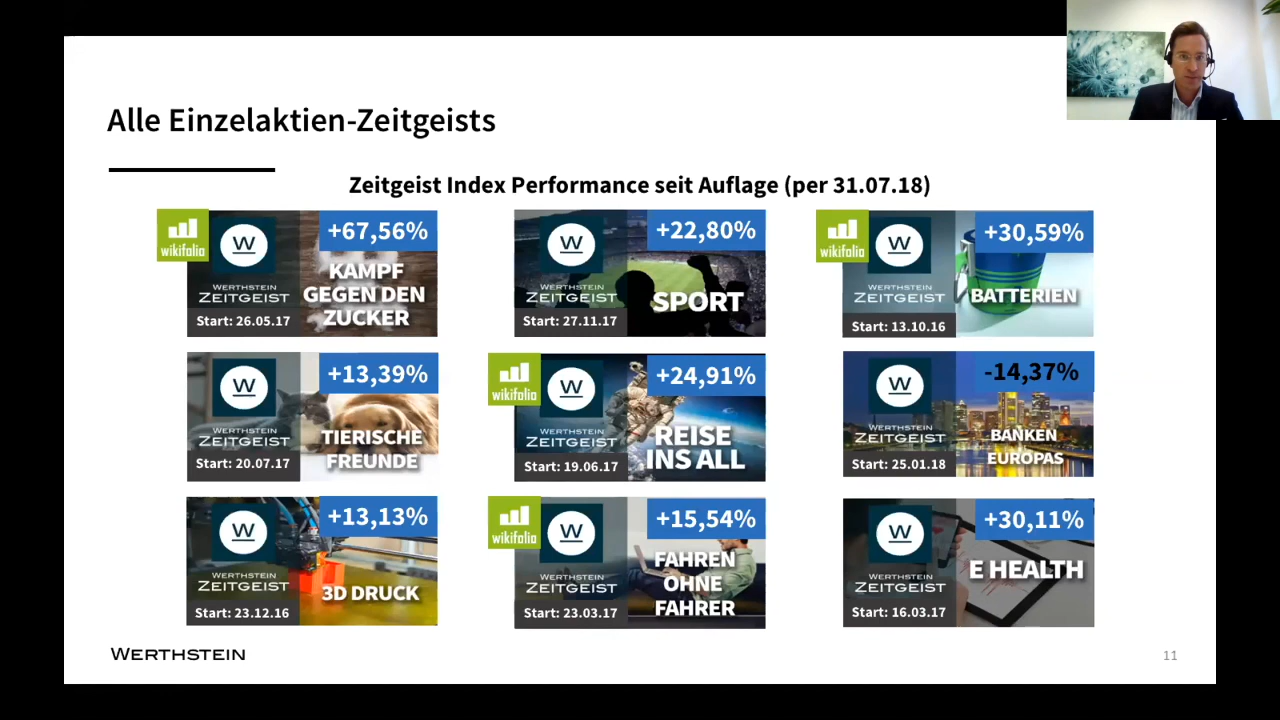 Alle Einzelaktien-Zeitgeists
Zeitgeist Index Performance seit Auflage (per 31.07.18)
wikifolio
W
WERTHSTEIN
ZEITGEIST
Start: 26.05.17
+67,56%
KAMPF
GEGEN DEN
ZUCKER
W
WERTHSTEIN
ZEITGEIST
Start: 27.11.17
+22,80%
SPORT
wikifolio
W
WERTHSTEIN
ZEITGEIST
Start: 13.10.16
+30,59%
BATTERIEN
W
WERTHSTEIN
ZEITGEIST
Start: 20.07.17
+13,39%
TIERISCHE
FREUNDE
wikifolio
W
WERTHSTEIN
ZEITGEIST
Start: 19.06.17
+24,91%
REISE
INS ALL
W
WERTHSTEIN
ZEITGEIST
Start: 25.01.18
-14,37%
BANKEN
EUROPAS
W
WERTHSTEIN
ZEITGEIST
Start: 23.12.16
+13,13%
3D DRUCK
wikifolio
W
WERTHSTEIN
ZEITGEIST
Start: 23.03.17
+15,54%
FAHREN
OHNE
FAHRER
W
WERTHSTEIN
ZEITGEIST
Start: 16.03.17
+30,11%
E HEALTH
WERTHSTEIN
11